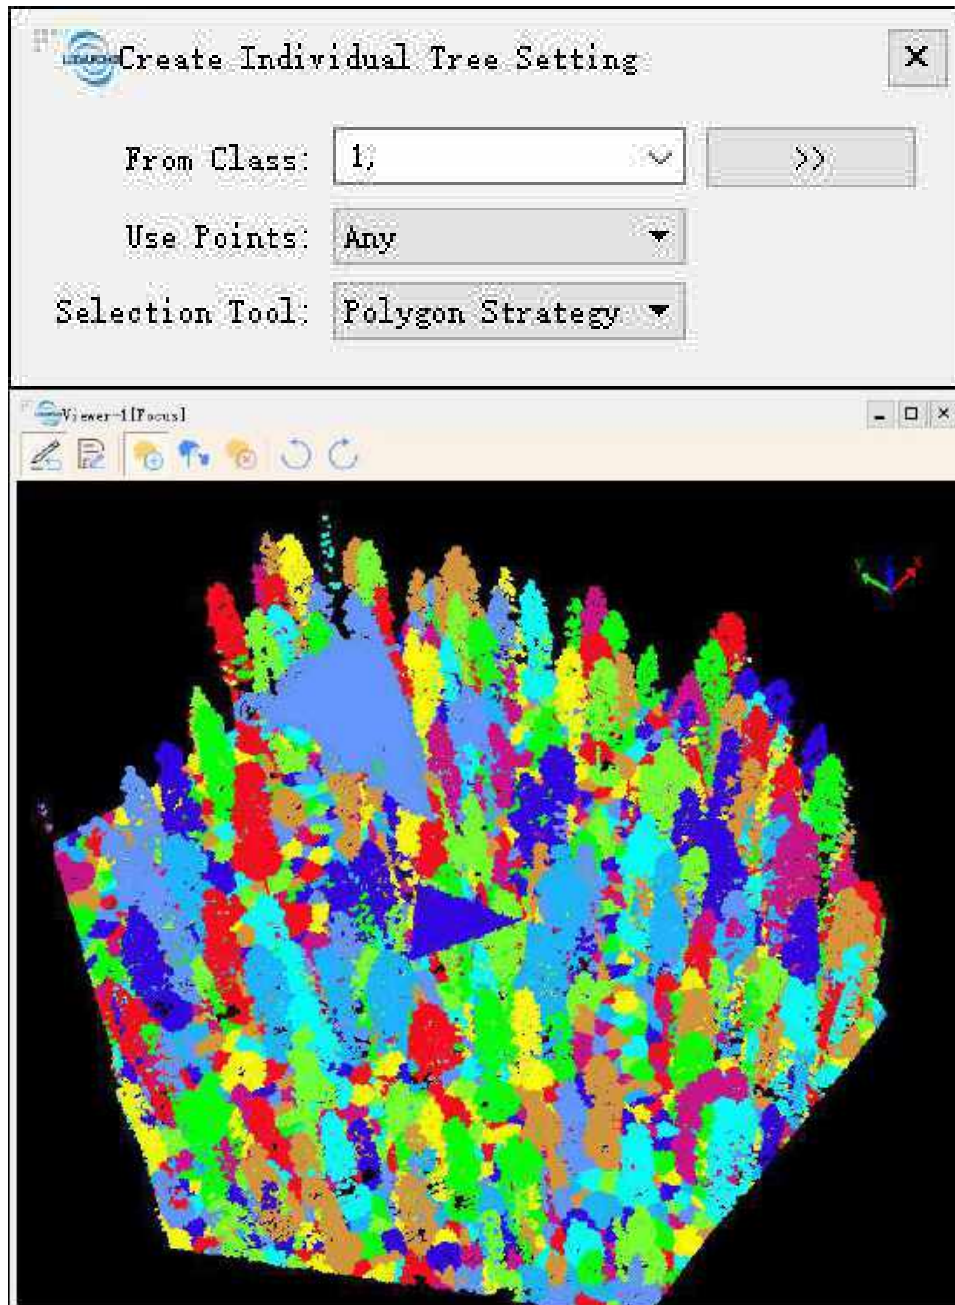 Create Individual Tree Setting
From Class: 1, >>
Use Points: Any
Selection Tool: Polygon Strategy
Viewer-1[Focus]